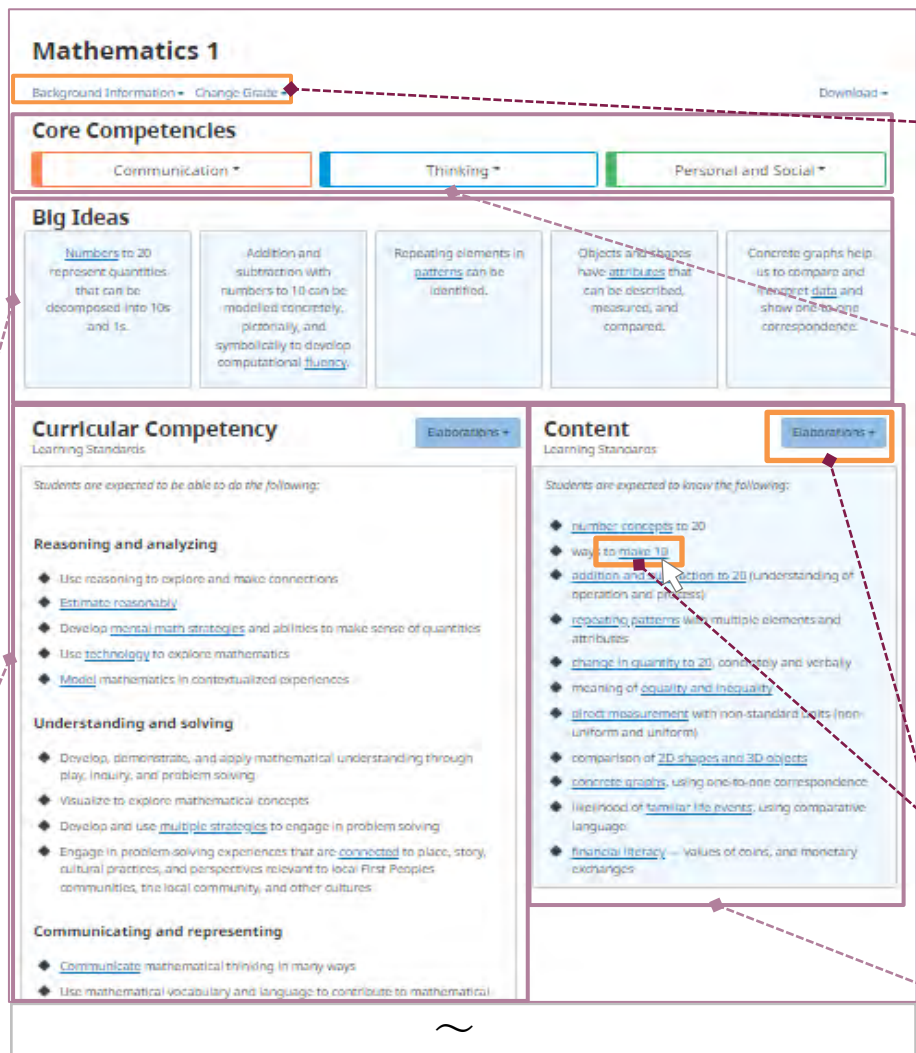 Mathematics 1
Background Information Change Grade Download
Core Competencies
Communication Thinking Personal and Social
Big Ideas
Numbers to 20
represent quantities
that can be
decomposed into 10s
and 1s.
Addition and
subtraction with
numbers to 10 can be
modelled concretely,
pictorially, and
symbolically to develop
computational fluency.
Repeating elements in
patterns can be
identified.
Objects and shapes
have attributes that
can be described,
measured, and
compared.
Concrete graphs help
us to compare and
interpret data and
show one-to-one
correspondence.
Curricular Competency
Elaborations +
Learning Standards
Students are expected to be able to do the following:
Reasoning and analyzing
Use reasoning to explore and make connections
Estimate reasonably
Develop mental math strategies and abilities to make sense of quantities
Use technology to explore mathematics
Model mathematics in contextualized experiences
Understanding and solving
Develop, demonstrate, and apply mathematical understanding through
play, inquiry, and problem solving
Visualize to explore mathematical concepts
Develop and use multiple strategies to engage in problem solving
Engage in problem-solving experiences that are connected to place, story,
cultural practices, and perspectives relevant to local First Peoples
communities, the local community, and other cultures
Communicating and representing
Communicate mathematical thinking in many ways
Use mathematical vocabulary and language to contribute to mathematical
Content
Elaborations +
Learning Standards
Students are expected to know the following:
number concepts to 20
ways to make 10
addition and subtraction to 20 (understanding of
operation and process)
repeating patterns with multiple elements and
attributes
change in quantity to 20, concretely and verbally
meaning of equality and inequality
direct measurement with non-standard units (non-
uniform and uniform)
comparison of 2D shapes and 3D objects
concrete graphs, using one-to-one correspondence
likelihood of familiar life events, using comparative
language
financial literacy — values of coins, and monetary
exchanges
~